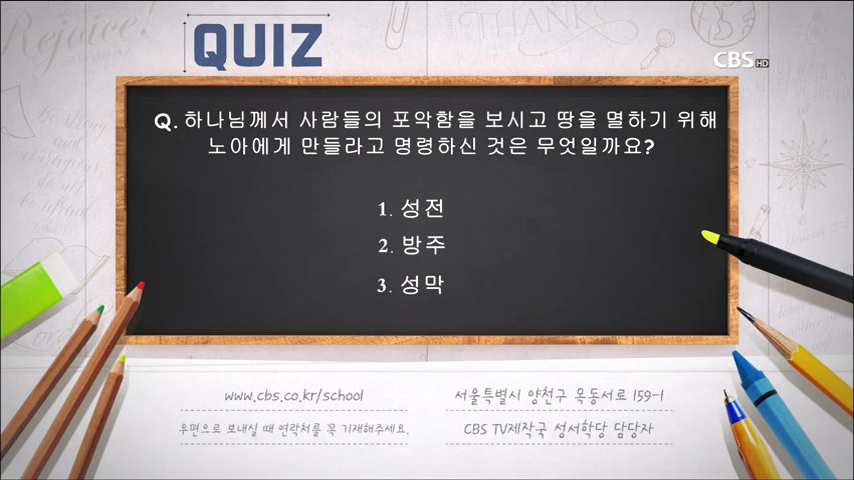 Rejoice!
THANKS
QUIZ
CBS HD
Q. 하나님께서 사람들의 포악함을 보시고 땅을 멸하기 위해
노아에게 만들라고 명령하신 것은 무엇일까요?
1. 성전
2. 방주
3. 성막
www.cbs.co.kr/school
우편으로 보내실 때 연락처를 꼭 기재해주세요.
서울특별시 양천구 목동서로 159-1
CBS TV제작국 성서학당 담당자